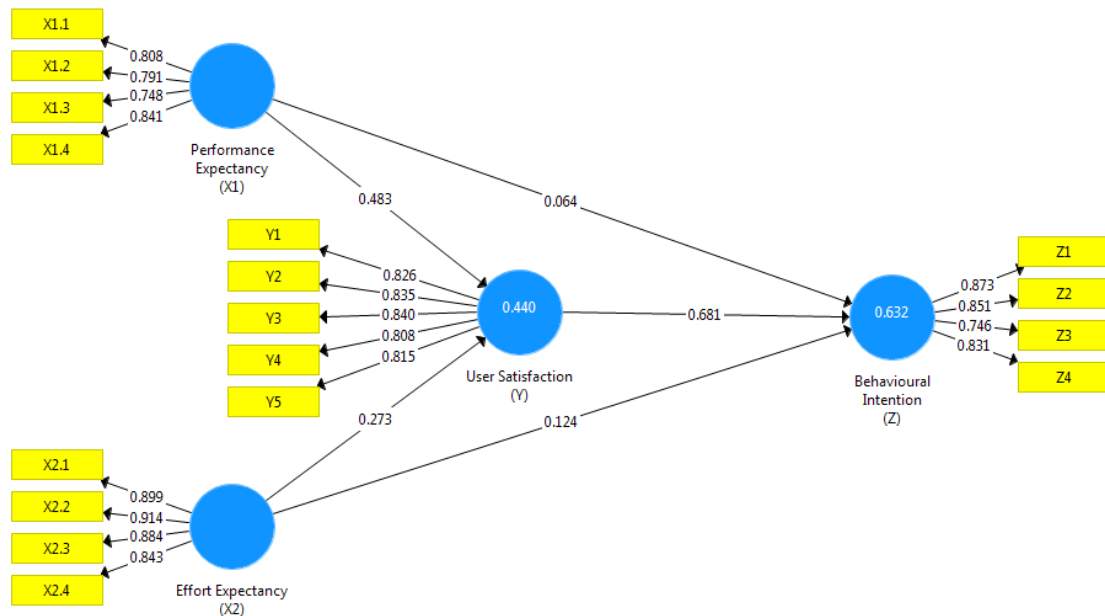 X1.1
X1.2
X1.3
X1.4
0.808
0.791
0.748
0.841
Performance
Expectancy
(X1)
0.483
0.064
Y1
Y2
Y3
Y4
Y5
0.826
0.835
0.840
0.808
0.815
0.440
User Satisfaction
(Y)
0.681
0.632
Behavioural
Intention
(Z)
0.873
0.851
0.746
0.831
Z1
Z2
Z3
Z4
0.273
0.124
X2.1
X2.2
X2.3
X2.4
0.899
0.914
0.884
0.843
Effort Expectancy
(X2)